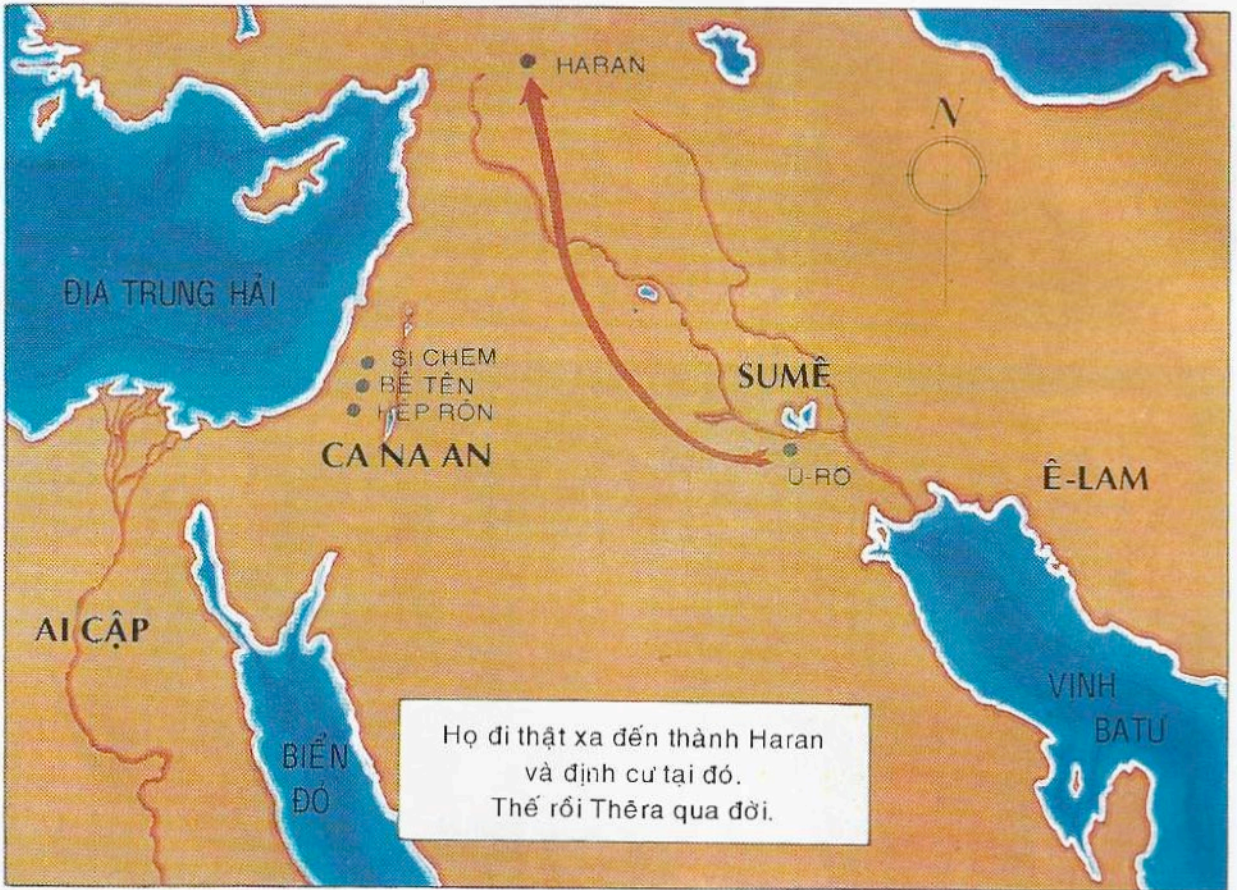 HARAN
N
ĐỊA TRUNG HẢI
SI CHEM
BÊ TÊN
HÉP RÔN
CA NA AN
SUMÊ
U-RÔ
Ê-LAM
AI CẬP
BIỂN
ĐỎ
VỊNH
BATƯ
Họ đi thật xa đến thành Haran
và định cư tại đó.
Thế rồi Thêra qua đời.